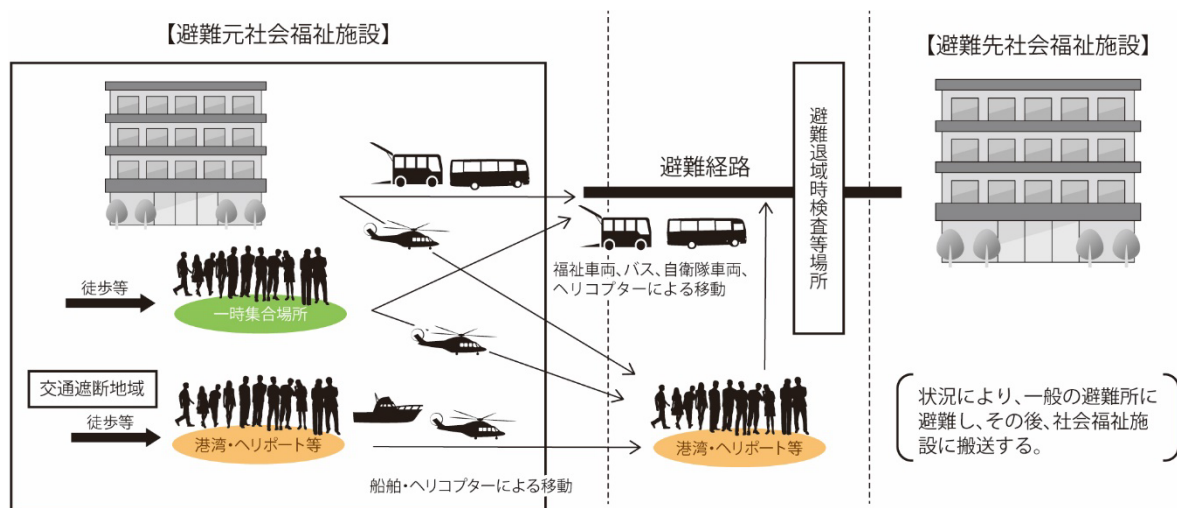 【避難元社会福祉施設】
【避難先社会福祉施設】
避難経路
避難退域時検査等場所
福祉車両、バス、自衛隊車両、
ヘリコプターによる移動
徒歩等
一時集合場所
交通遮断地域
徒歩等
港湾・ヘリポート等
船舶・ヘリコプターによる移動
港湾・ヘリポート等
状況により、一般の避難所に
避難し、その後、社会福祉施
設に搬送する。